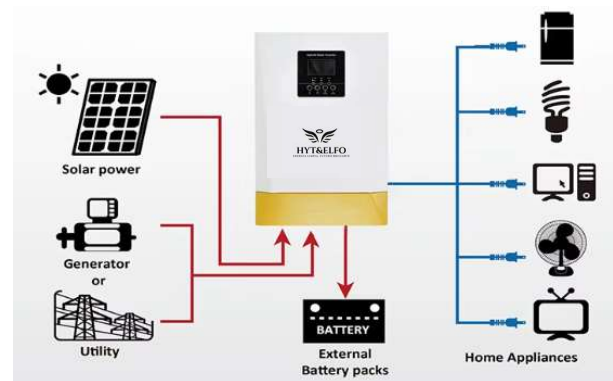 HYT&ELFO
Solar power
Generator
or
Utility
BATTERY
External
Battery packs
Home Appliances